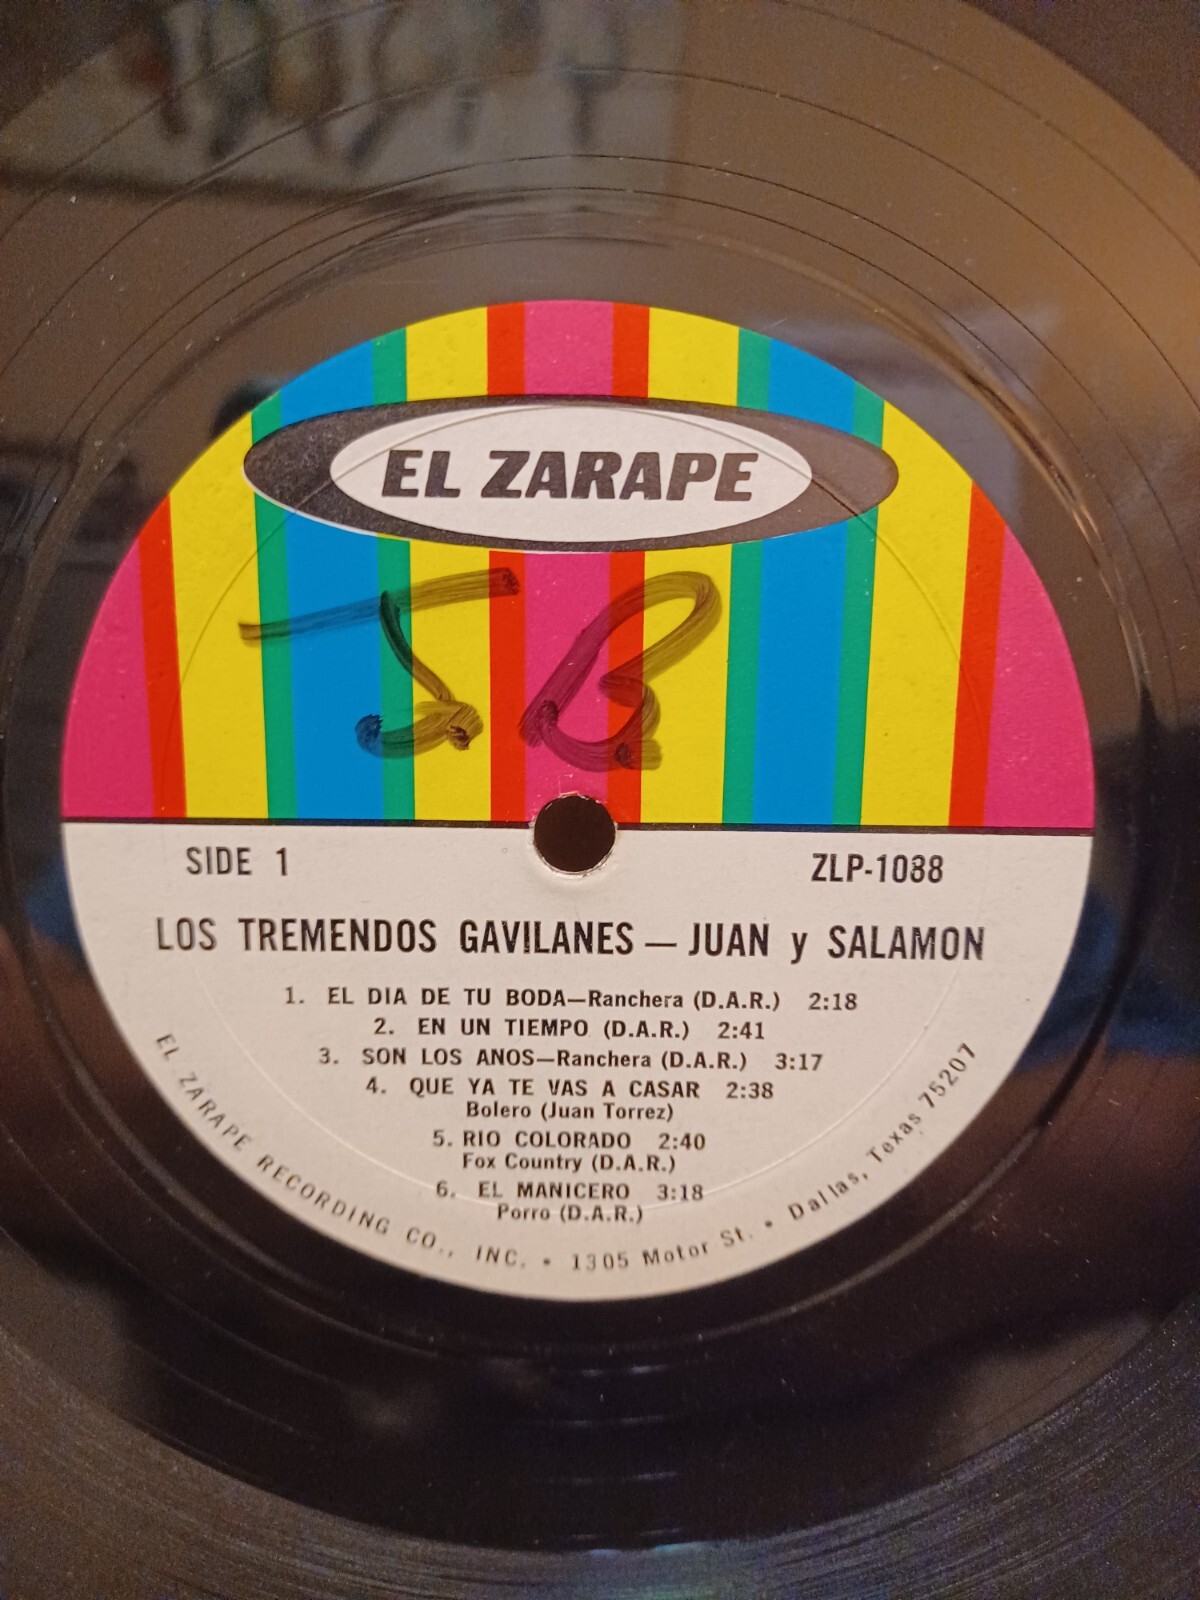 EL ZARAPE
JB
SIDE 1
ZLP-1088
LOS TREMENDOS GAVILANES — JUAN y SALAMON
1. EL DIA DE TU BODA—Ranchera (D.A.R.) 2:18
2. EN UN TIEMPO (D.A.R.) 2:41
3. SON LOS ANOS—Ranchera (D.A.R.) 3:17
4. QUE YA TE VAS A CASAR 2:38
Bolero (Juan Torrez)
5. RIO COLORADO 2:40
Fox Country (D.A.R.)
6. EL MANICERO 3:18
Porro (D.A.R.)
EL ZARAPE RECORDING CO., INC. • 1305 Motor St. • Dallas, Texas 75207